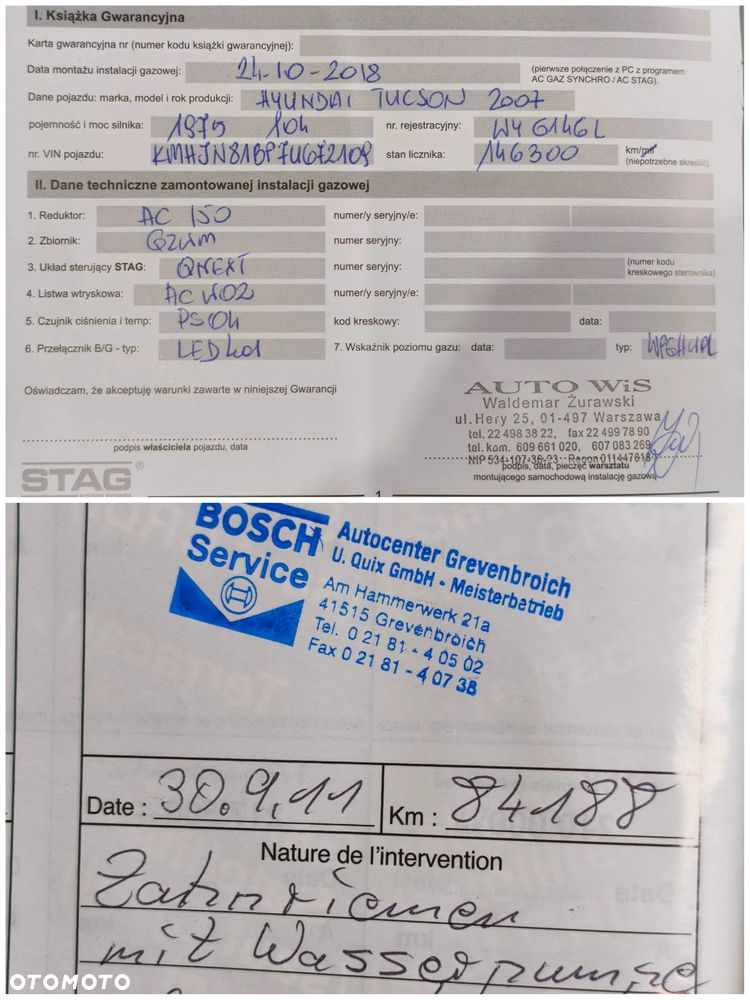 I. Książka Gwarancyjna
Karta gwarancyjna nr (numer kodu książki gwarancyjnej):
Data montażu instalacji gazowej: 24-10-2018 (pierwsze połączenie z PC z programem
AC GAZ SYNCHRO / AC STAG).
Dane pojazdu: marka, model i rok produkcji: HYUNDAI TUCSON 2007
pojemność i moc silnika: 1975 104 nr. rejestracyjny: WY 6146L
nr. VIN pojazdu: KMHJN81BP7U672109 stan licznika: 146300 km/mil
(niepotrzebne skreślić).
II. Dane techniczne zamontowanej instalacji gazowej
1. Reduktor: AC 150 numer/y seryjny/e:
2. Zbiornik: GZWM numer seryjny:
3. Układ sterujący STAG: QNEXT numer seryjny: (numer kodu
kreskowego sterownika)
4. Listwa wtryskowa: AC W02 numer/y seryjny/e:
5. Czujnik ciśnienia i temp: PS04 kod kreskowy: data:
6. Przełącznik B/G - typ: LED401 7. Wskaźnik poziomu gazu: data: typ:
Oświadczam, że akceptuję warunki zawarte w niniejszej Gwarancji
AUTO WiS
Waldemar Żurawski
ul. Hery 25, 01-497 Warszawa
tel. 22 498 38 22, fax 22 499 78 90
tel. kom. 609 661 020, 607 083 269
NIP 534-107-36-23 Regon 011447818
podpis właściciela pojazdu, data
podpis, data, pieczęć warsztatu
montującego samochodową instalację gazową
STAG®
1
BOSCH
Service
Autocenter Grevenbroich
U. Quix GmbH - Meisterbetrieb
Am Hammerwerk 21a
41515 Grevenbroich
Tel. 0 21 81 - 4 05 02
Fax 0 21 81 - 4 07 38
Date : 30.9.11 Km : 84188
Nature de l'intervention
Zahnriemen
mit Wasserpumpe
OTOMOTO